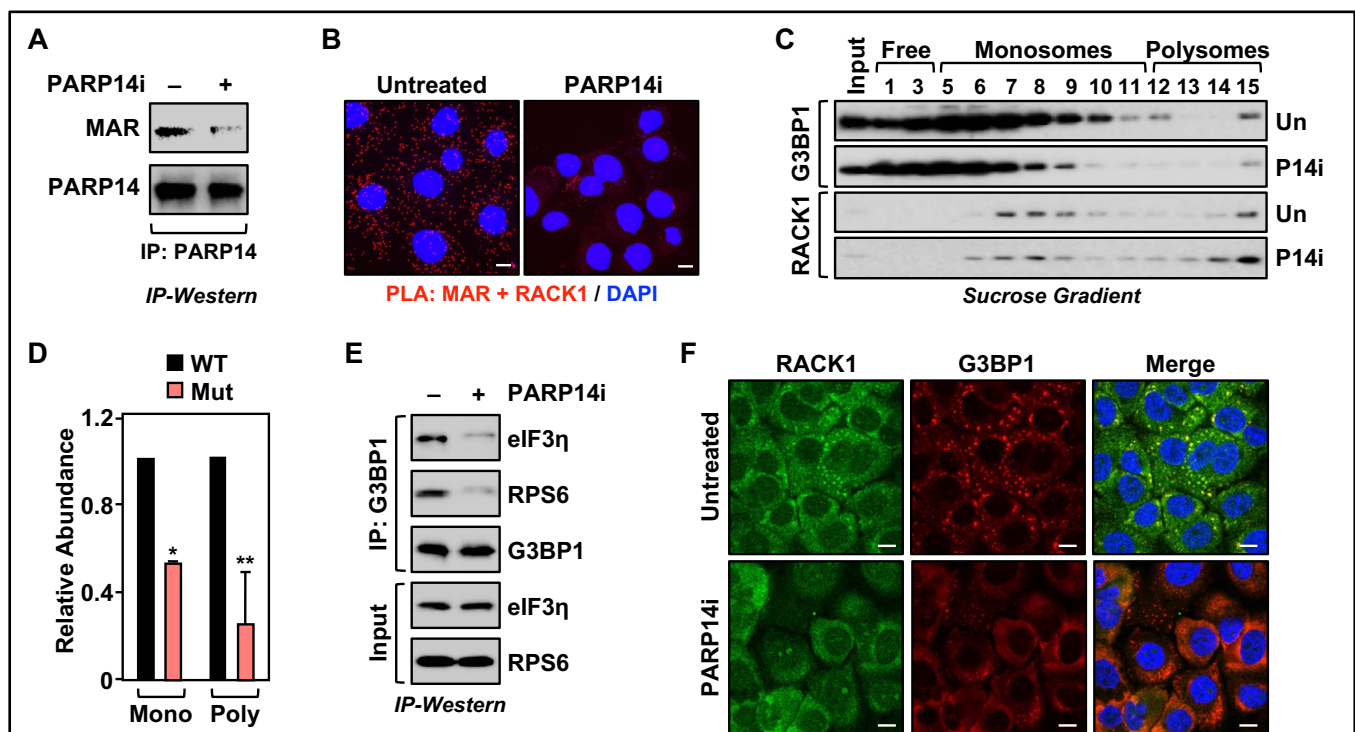 A
PARP14i – +
MAR
PARP14
IP: PARP14
IP-Western
B
Untreated PARP14i
PLA: MAR + RACK1 / DAPI
C
Input Free Monosomes Polysomes
1 3 5 6 7 8 9 10 11 12 13 14 15
G3BP1
Un
P14i
RACK1
Un
P14i
Sucrose Gradient
D
WT
Mut
Relative Abundance
1.2
0.8
0.4
0
* **
Mono Poly
E
– + PARP14i
IP: G3BP1
eIF3η
RPS6
G3BP1
Input
eIF3η
RPS6
IP-Western
F
RACK1 G3BP1 Merge
Untreated
PARP14i